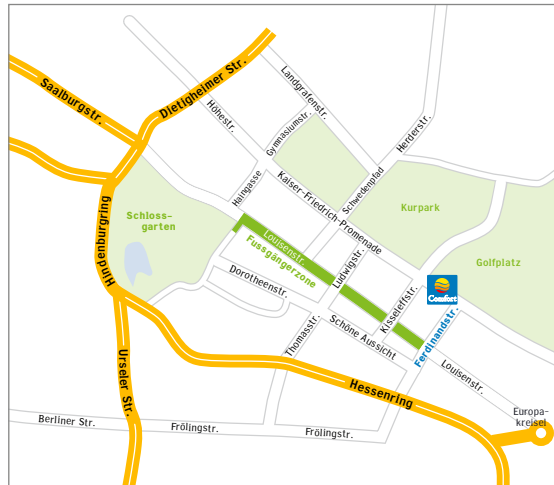 Saalburgstr.
Dietigheimer Str.
Höhestr.
Landgrafenstr.
Gymnasiumstr.
Herderstr.
Haingasse
Kaiser-Friedrich-Promenade
Schwedenpfad
Kurpark
Schloss-
garten
Hindenburgring
Louisenstr.
Fussgängerzone
Golfplatz
Dorotheenstr.
Ludwigstr.
Kisseleffstr.
Comfort
Schöne Aussicht
Thomasstr.
Ferdinandstr.
Urseler Str.
Hessenring
Louisenstr.
Europa-
kreisel
Berliner Str.
Frölingstr.
Frölingstr.